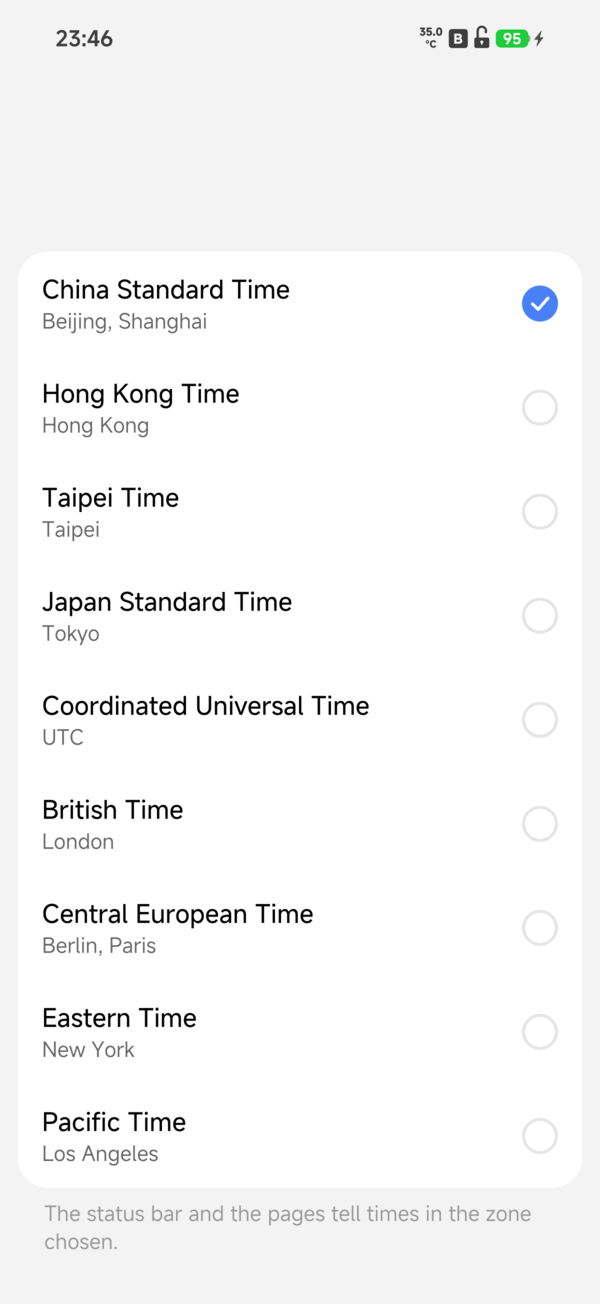 23:46
35.0
°C
B
95
China Standard Time
Beijing, Shanghai
Hong Kong Time
Hong Kong
Taipei Time
Taipei
Japan Standard Time
Tokyo
Coordinated Universal Time
UTC
British Time
London
Central European Time
Berlin, Paris
Eastern Time
New York
Pacific Time
Los Angeles
The status bar and the pages tell times in the zone
chosen.